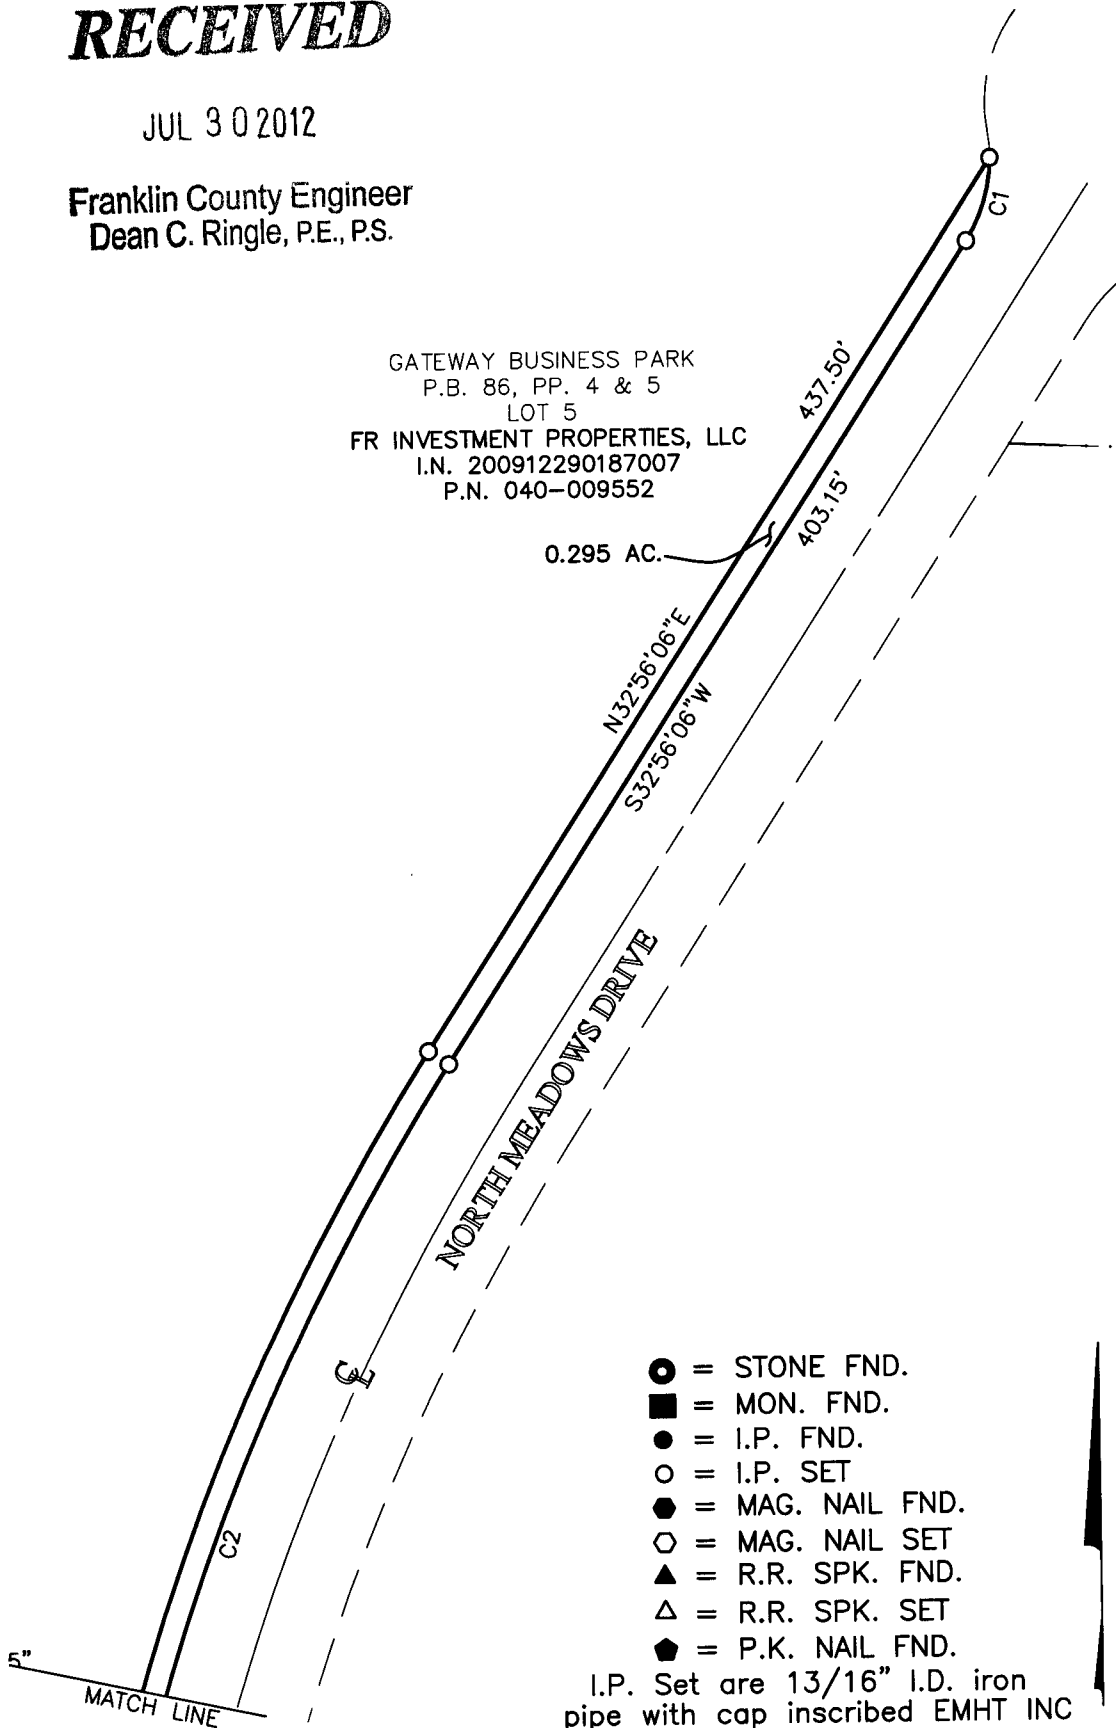 RECEIVED
JUL 30 2012
Franklin County Engineer
Dean C. Ringle, P.E., P.S.
C1
GATEWAY BUSINESS PARK
P.B. 86, PP. 4 & 5
LOT 5
FR INVESTMENT PROPERTIES, LLC
I.N. 200912290187007
P.N. 040-009552
437.50'
403.15'
0.295 AC.
N32°56'06"E
S32°56'06"W
NORTH MEADOWS DRIVE
℄
C2
5"
MATCH LINE
= STONE FND.
= MON. FND.
= I.P. FND.
= I.P. SET
= MAG. NAIL FND.
= MAG. NAIL SET
= R.R. SPK. FND.
= R.R. SPK. SET
= P.K. NAIL FND.
I.P. Set are 13/16" I.D. iron
pipe with cap inscribed EMHT INC